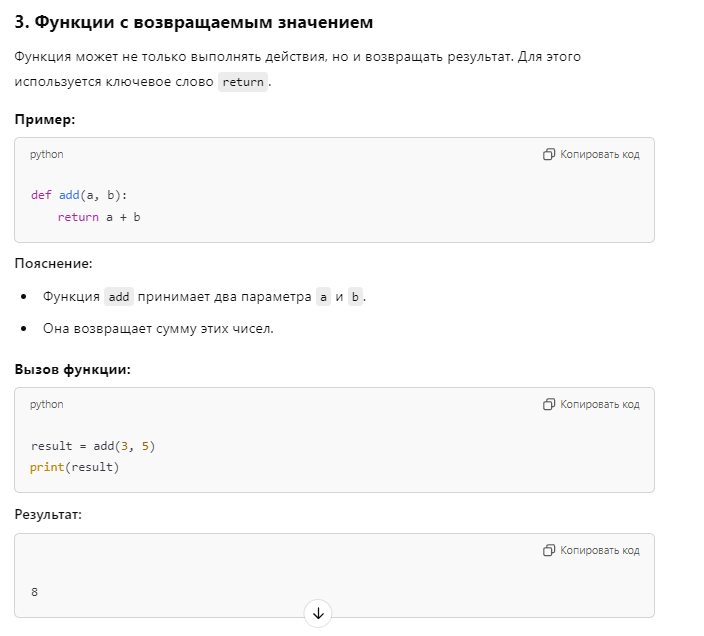 3. Функции с возвращаемым значением
Функция может не только выполнять действия, но и возвращать результат. Для этого
используется ключевое слово return.
Пример:
python
Копировать код
def add(a, b):
    return a + b
Пояснение:
• Функция add принимает два параметра a и b.
• Она возвращает сумму этих чисел.
Вызов функции:
python
Копировать код
result = add(3, 5)
print(result)
Результат:
Копировать код
8